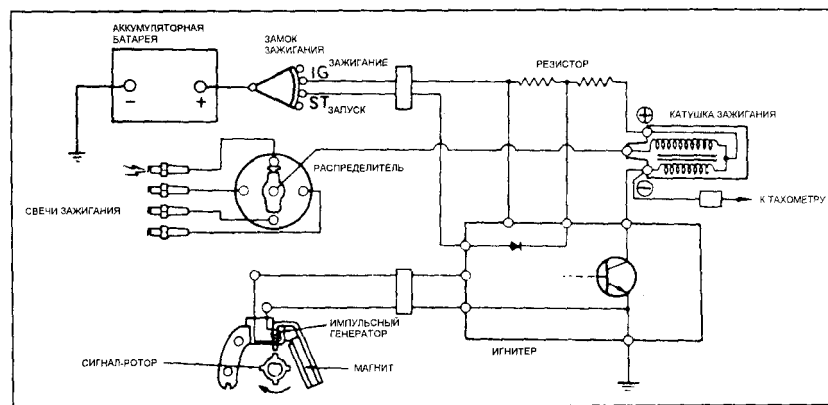 АККУМУЛЯТОРНАЯ
БАТАРЕЯ
ЗАМОК
ЗАЖИГАНИЯ
IG ЗАЖИГАНИЕ
ST ЗАПУСК
РЕЗИСТОР
КАТУШКА ЗАЖИГАНИЯ
РАСПРЕДЕЛИТЕЛЬ
СВЕЧИ ЗАЖИГАНИЯ
К ТАХОМЕТРУ
ИМПУЛЬСНЫЙ
ГЕНЕРАТОР
СИГНАЛ-РОТОР
МАГНИТ
ИГНИТЕР